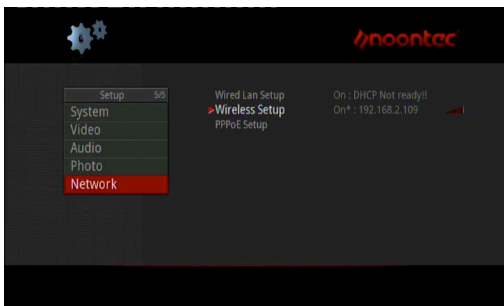 noontec
Setup 5/5
System
Video
Audio
Photo
Network
Wired Lan Setup On : DHCP Not ready!!
Wireless Setup On* : 192.168.2.109
PPPoE Setup